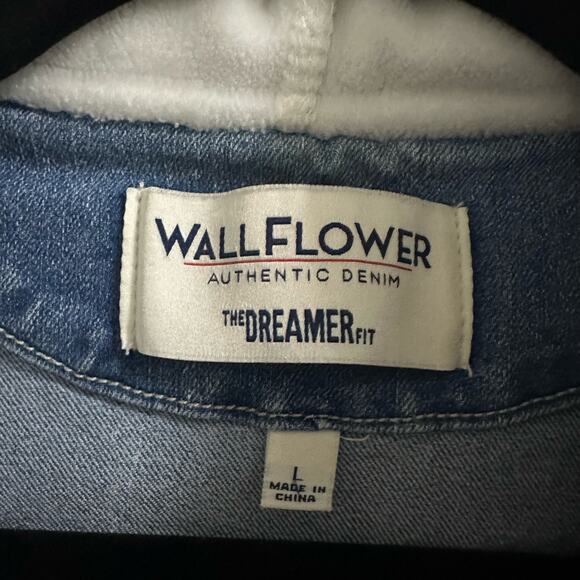 WALLFLOWER
AUTHENTIC DENIM
THE DREAMER FIT
L
MADE IN
CHINA